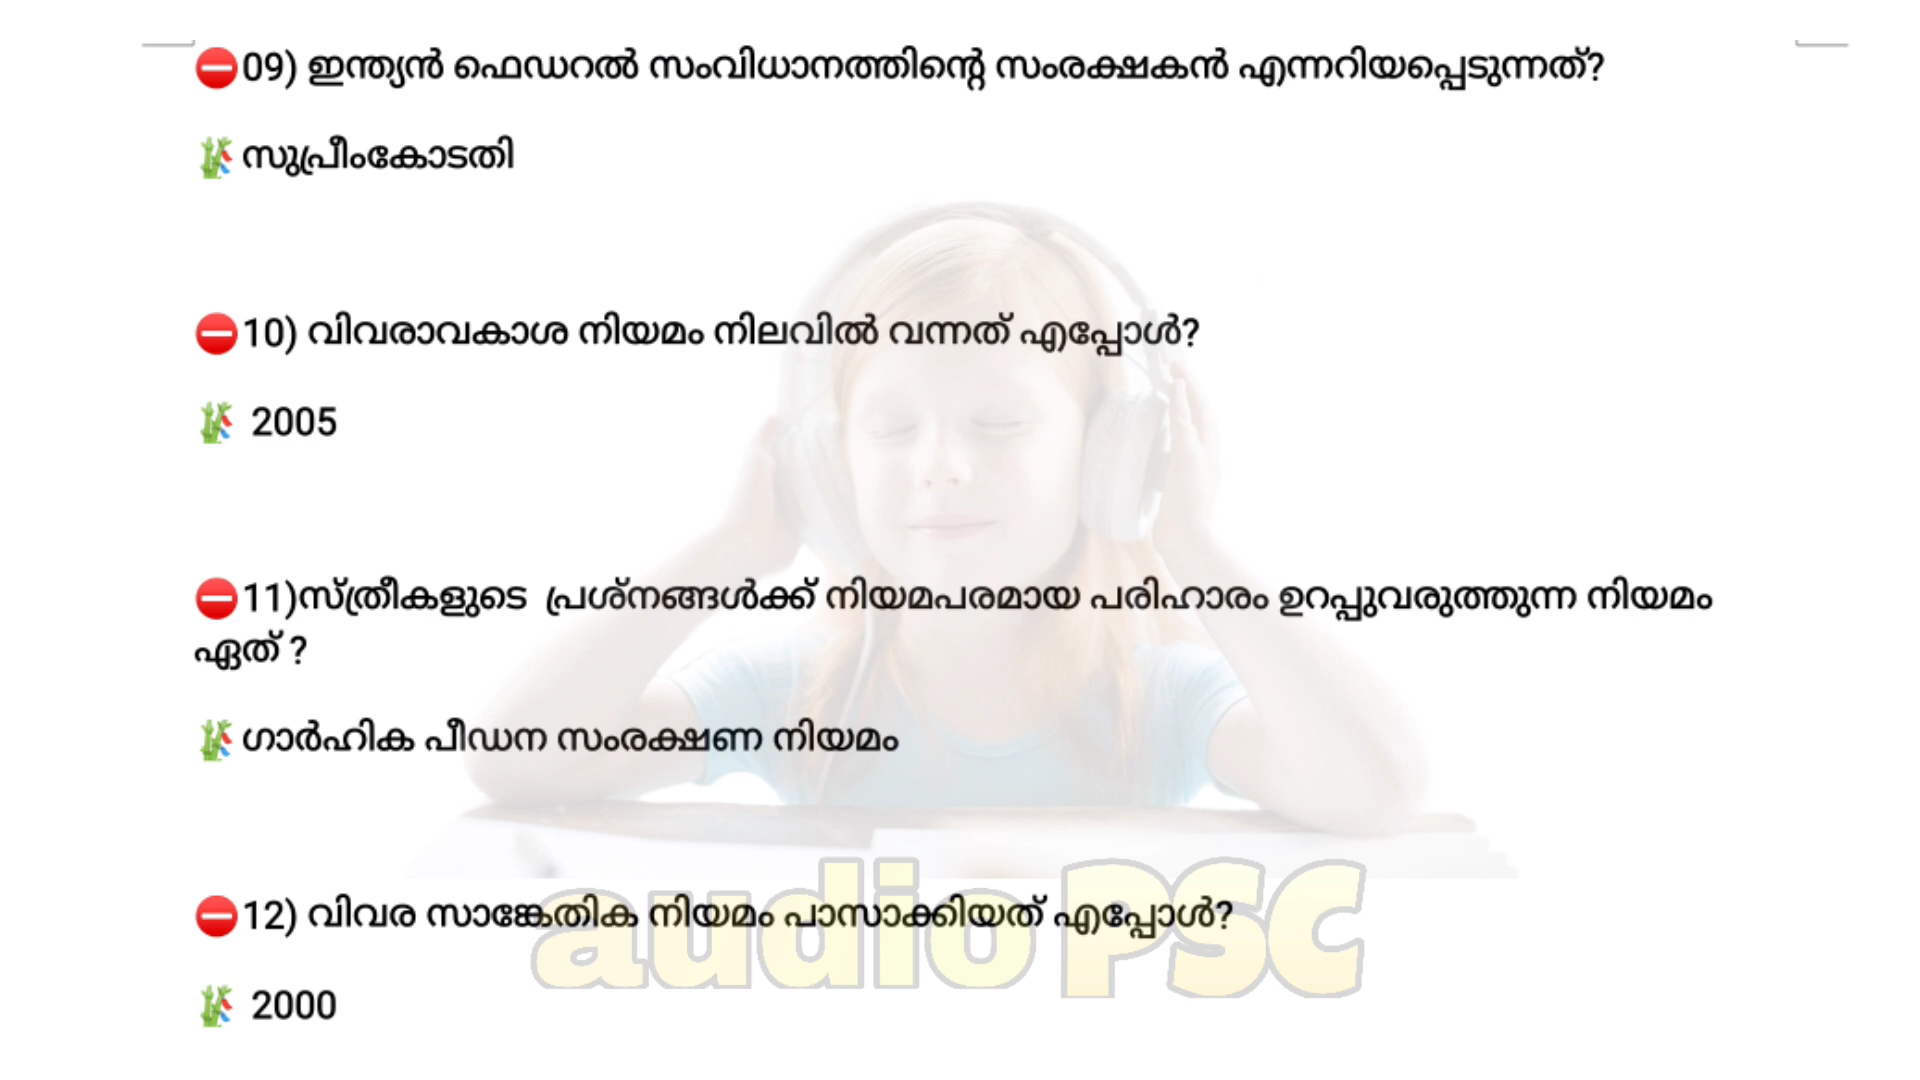 ⛔09) ഇന്ത്യൻ ഫെഡറൽ സംവിധാനത്തിന്റെ സംരക്ഷകൻ എന്നറിയപ്പെടുന്നത്?
🎋സുപ്രീംകോടതി
⛔10) വിവരാവകാശ നിയമം നിലവിൽ വന്നത് എപ്പോൾ?
🎋 2005
⛔11)സ്ത്രീകളുടെ പ്രശ്നങ്ങൾക്ക് നിയമപരമായ പരിഹാരം ഉറപ്പുവരുത്തുന്ന നിയമം
ഏത് ?
🎋ഗാർഹിക പീഡന സംരക്ഷണ നിയമം
⛔12) വിവര സാങ്കേതിക നിയമം പാസാക്കിയത് എപ്പോൾ?
audio PSC
🎋 2000